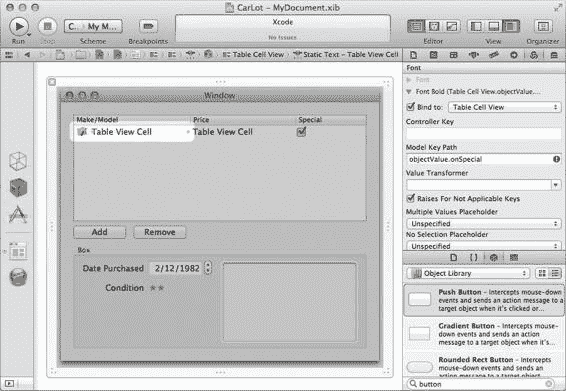 CarLot – MyDocument.xib
Xcode
No Issues
C... My M...
Run Stop Scheme Breakpoints Editor View Organizer
Table Cell View Static Text – Table View Cell
Window
Make/Model Price Special
Table View Cell Table View Cell
Add Remove
Box
Date Purchased 2/12/1982
Condition ★★
Font
Font
Font Bold (Table Cell View.objectValue....
Bind to: Table Cell View
Controller Key
Model Key Path
objectValue.onSpecial
Value Transformer
Raises For Not Applicable Keys
Multiple Values Placeholder
Unspecified
No Selection Placeholder
Unspecified
Object Library
Push Button – Intercepts mouse-down
events and sends an action message to a
target object when it's clicked or...
Gradient Button – Intercepts
mouse-down events and sends an
action message to a target object...
Rounded Rect Button – Intercepts
mouse-down events and sends an
action message to a target object...
button